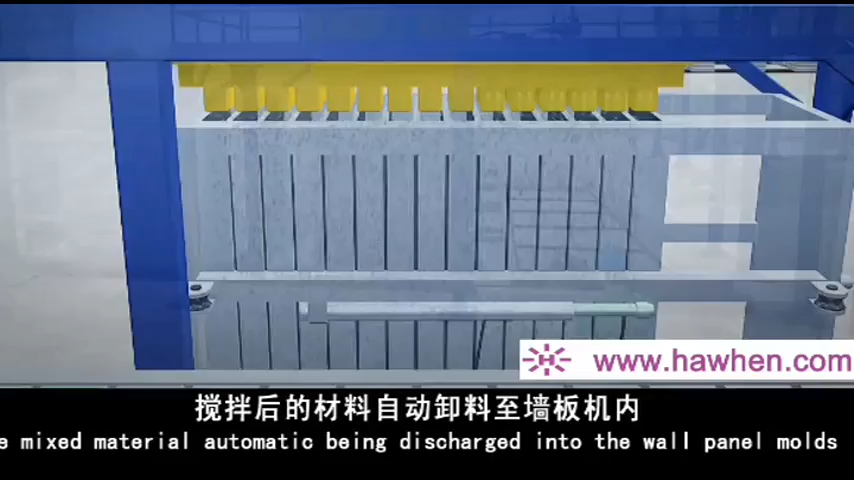 www.hawhen.com
搅拌后的材料自动卸料至墙板机内
e mixed material automatic being discharged into the wall panel molds